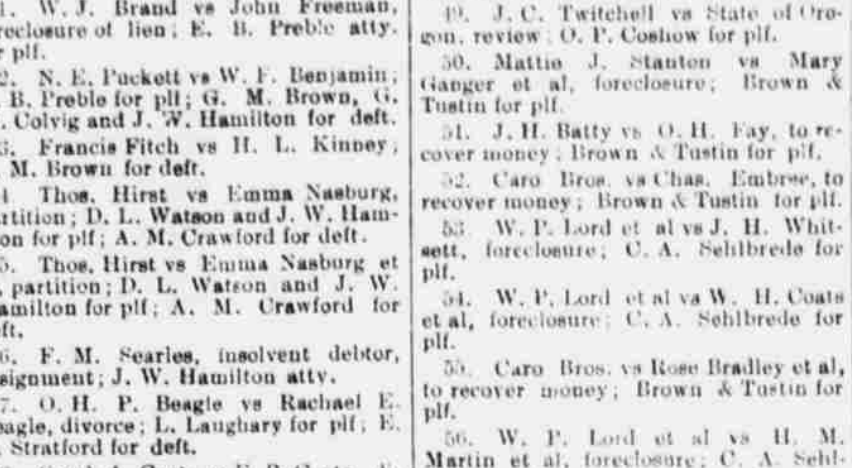 1. W. J. Brand vs John Freeman,
reclosure of lien; E. B. Preble atty.
r plf.
2. N. E. Puckett vs W. F. Benjamin;
B. Preble for plf; G. M. Brown, G.
. Colvig and J. W. Hamilton for deft.
3. Francis Fitch vs H. L. Kinney;
M. Brown for deft.
4 Thos. Hirst vs Emma Nasburg,
rtition; D. L. Watson and J. W. Ham-
on for plf; A. M. Crawford for deft.
5. Thos. Hirst vs Emma Nasburg et
, partition; D. L. Watson and J. W.
amilton for plf; A. M. Crawford for
ft.
6. F. M. Searles, insolvent debtor,
signment; J. W. Hamilton atty.
7. O. H. P. Beagle vs Rachael E.
eagle, divorce; L. Laughary for plf; E.
. Stratford for deft.
49. J. C. Twitchell vs State of Ore-
gon, review; O. P. Coshow for plf.
50. Mattie J. Stanton vs Mary
Ganger et al, foreclosure; Brown &
Tustin for plf.
51. J. H. Batty vs O. H. Fay, to re-
cover money; Brown & Tustin for plf.
52. Caro Bros. vs Chas. Embree, to
recover money; Brown & Tustin for plf.
53 W. P. Lord et al vs J. H. Whit-
sett, foreclosure; C. A. Sehlbrede for
plf.
54. W. P. Lord et al vs W. H. Coats
et al, foreclosure; C. A. Sehlbrede for
plf.
55. Caro Bros. vs Rose Bradley et al,
to recover money; Brown & Tustin for
plf.
56. W. P. Lord et al vs H. M.
Martin et al, foreclosure; C. A. Sehl-